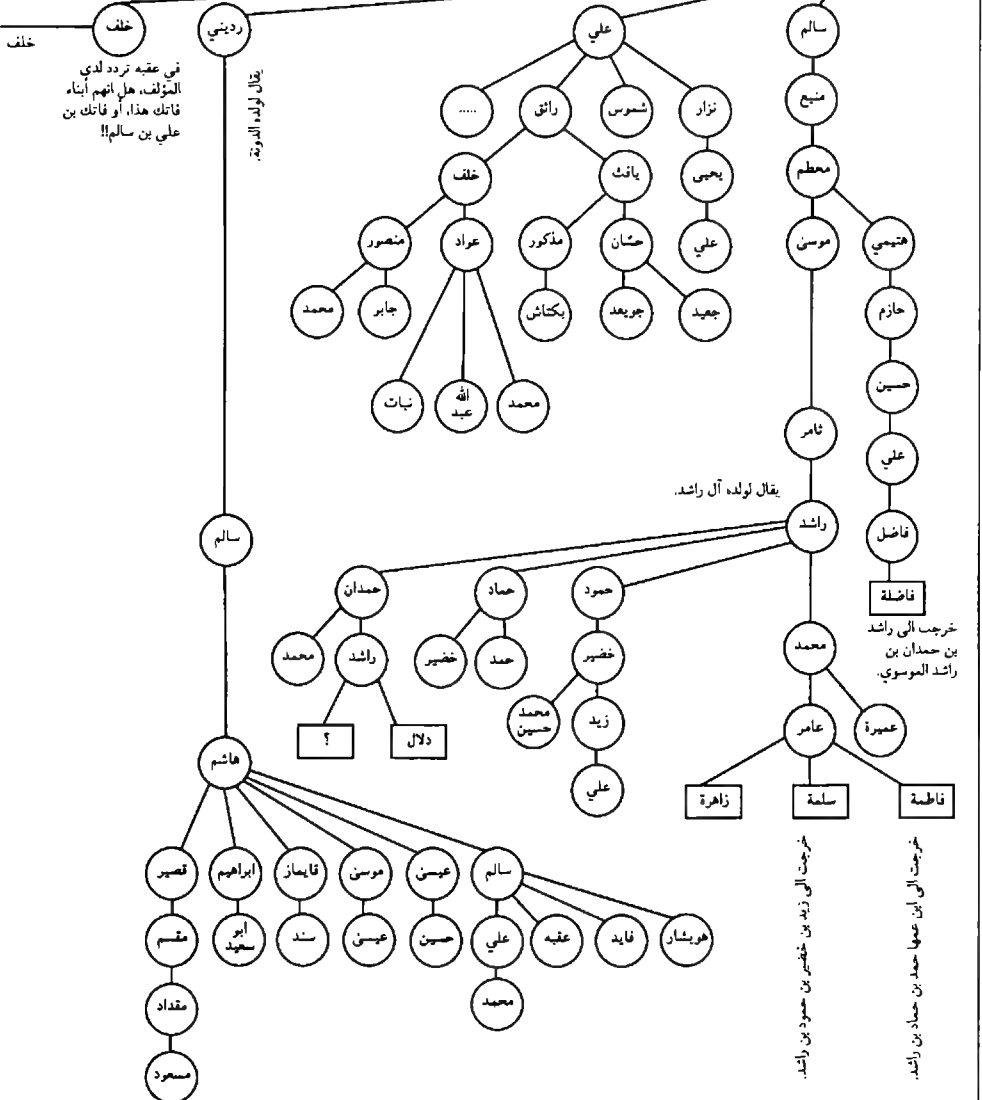 سالم
علي
رديني
خلف
خلف
في عقبه تردد لدى
المؤلف، هل انهم أبناء
فاتك هذا، أو فاتك بن
علي بن سالم!!
يقال لولده الدونة.
منيع
نزار
شموس
رائق
.....
محطم
يحيى
يافث
خلف
هتيمي
موسى
علي
حسّان
مذكور
عواد
منصور
حازم
جعيد
جويعد
بكتاش
جابر
محمد
حسين
محمد
عبد الله
نبات
ثامر
علي
يقال لولده آل راشد.
راشد
فاضل
سالم
فاضلة
خرجت الى راشد
بن حمدان بن
راشد الموسوي.
حمود
حماد
حمدان
محمد
خضير
حمد
خضير
راشد
محمد
عميرة
عامر
زيد
محمد حسين
دلال
؟
هاشم
علي
فاطمة
سلمة
زاهرة
خرجت الى ابن عمها حمد بن حماد بن راشد.
خرجت الى زيد بن خضير بن حمود بن راشد.
سالم
عيسى
موسى
قايماز
ابراهيم
قصير
هويشار
فايد
عقبه
علي
حسين
عيسى
سند
ابو سعيد
مقسم
محمد
مقداد
مسعود